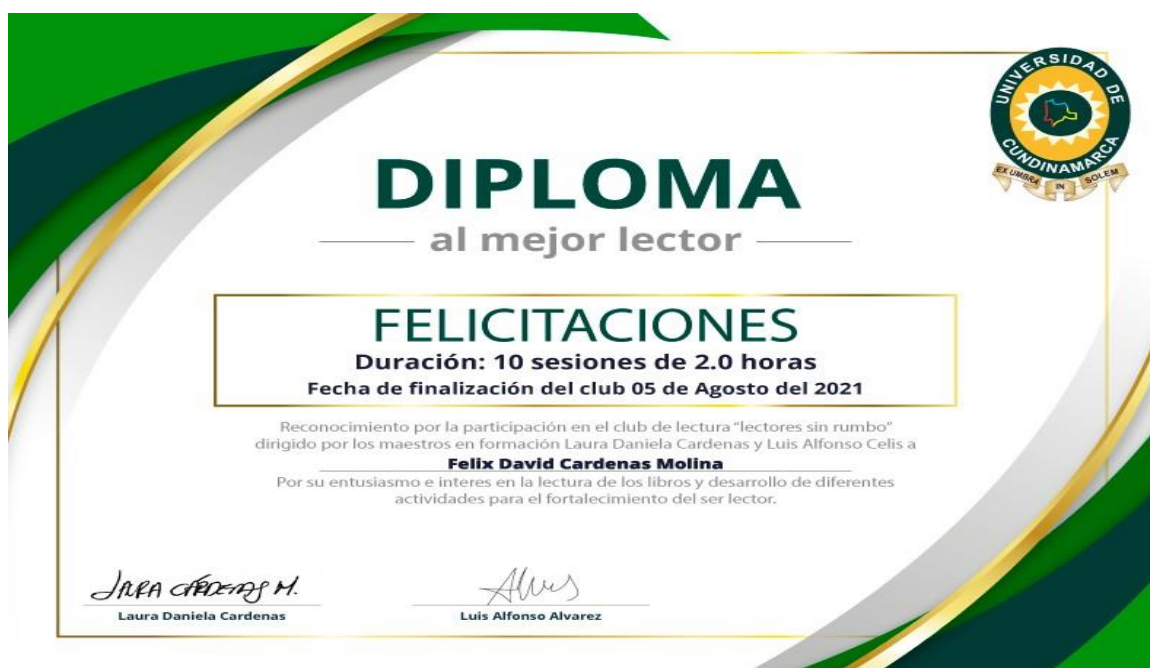 UNIVERSIDAD DE
CUNDINAMARCA
EX UMBRA IN SOLEM
DIPLOMA
al mejor lector
FELICITACIONES
Duración: 10 sesiones de 2.0 horas
Fecha de finalización del club 05 de Agosto del 2021
Reconocimiento por la participación en el club de lectura "lectores sin rumbo"
dirigido por los maestros en formación Laura Daniela Cardenas y Luis Alfonso Celis a
Felix David Cardenas Molina
Por su entusiasmo e interes en la lectura de los libros y desarrollo de diferentes
actividades para el fortalecimiento del ser lector.
Laura Cárdenas M.
Laura Daniela Cardenas
Luis Alfonso Alvarez